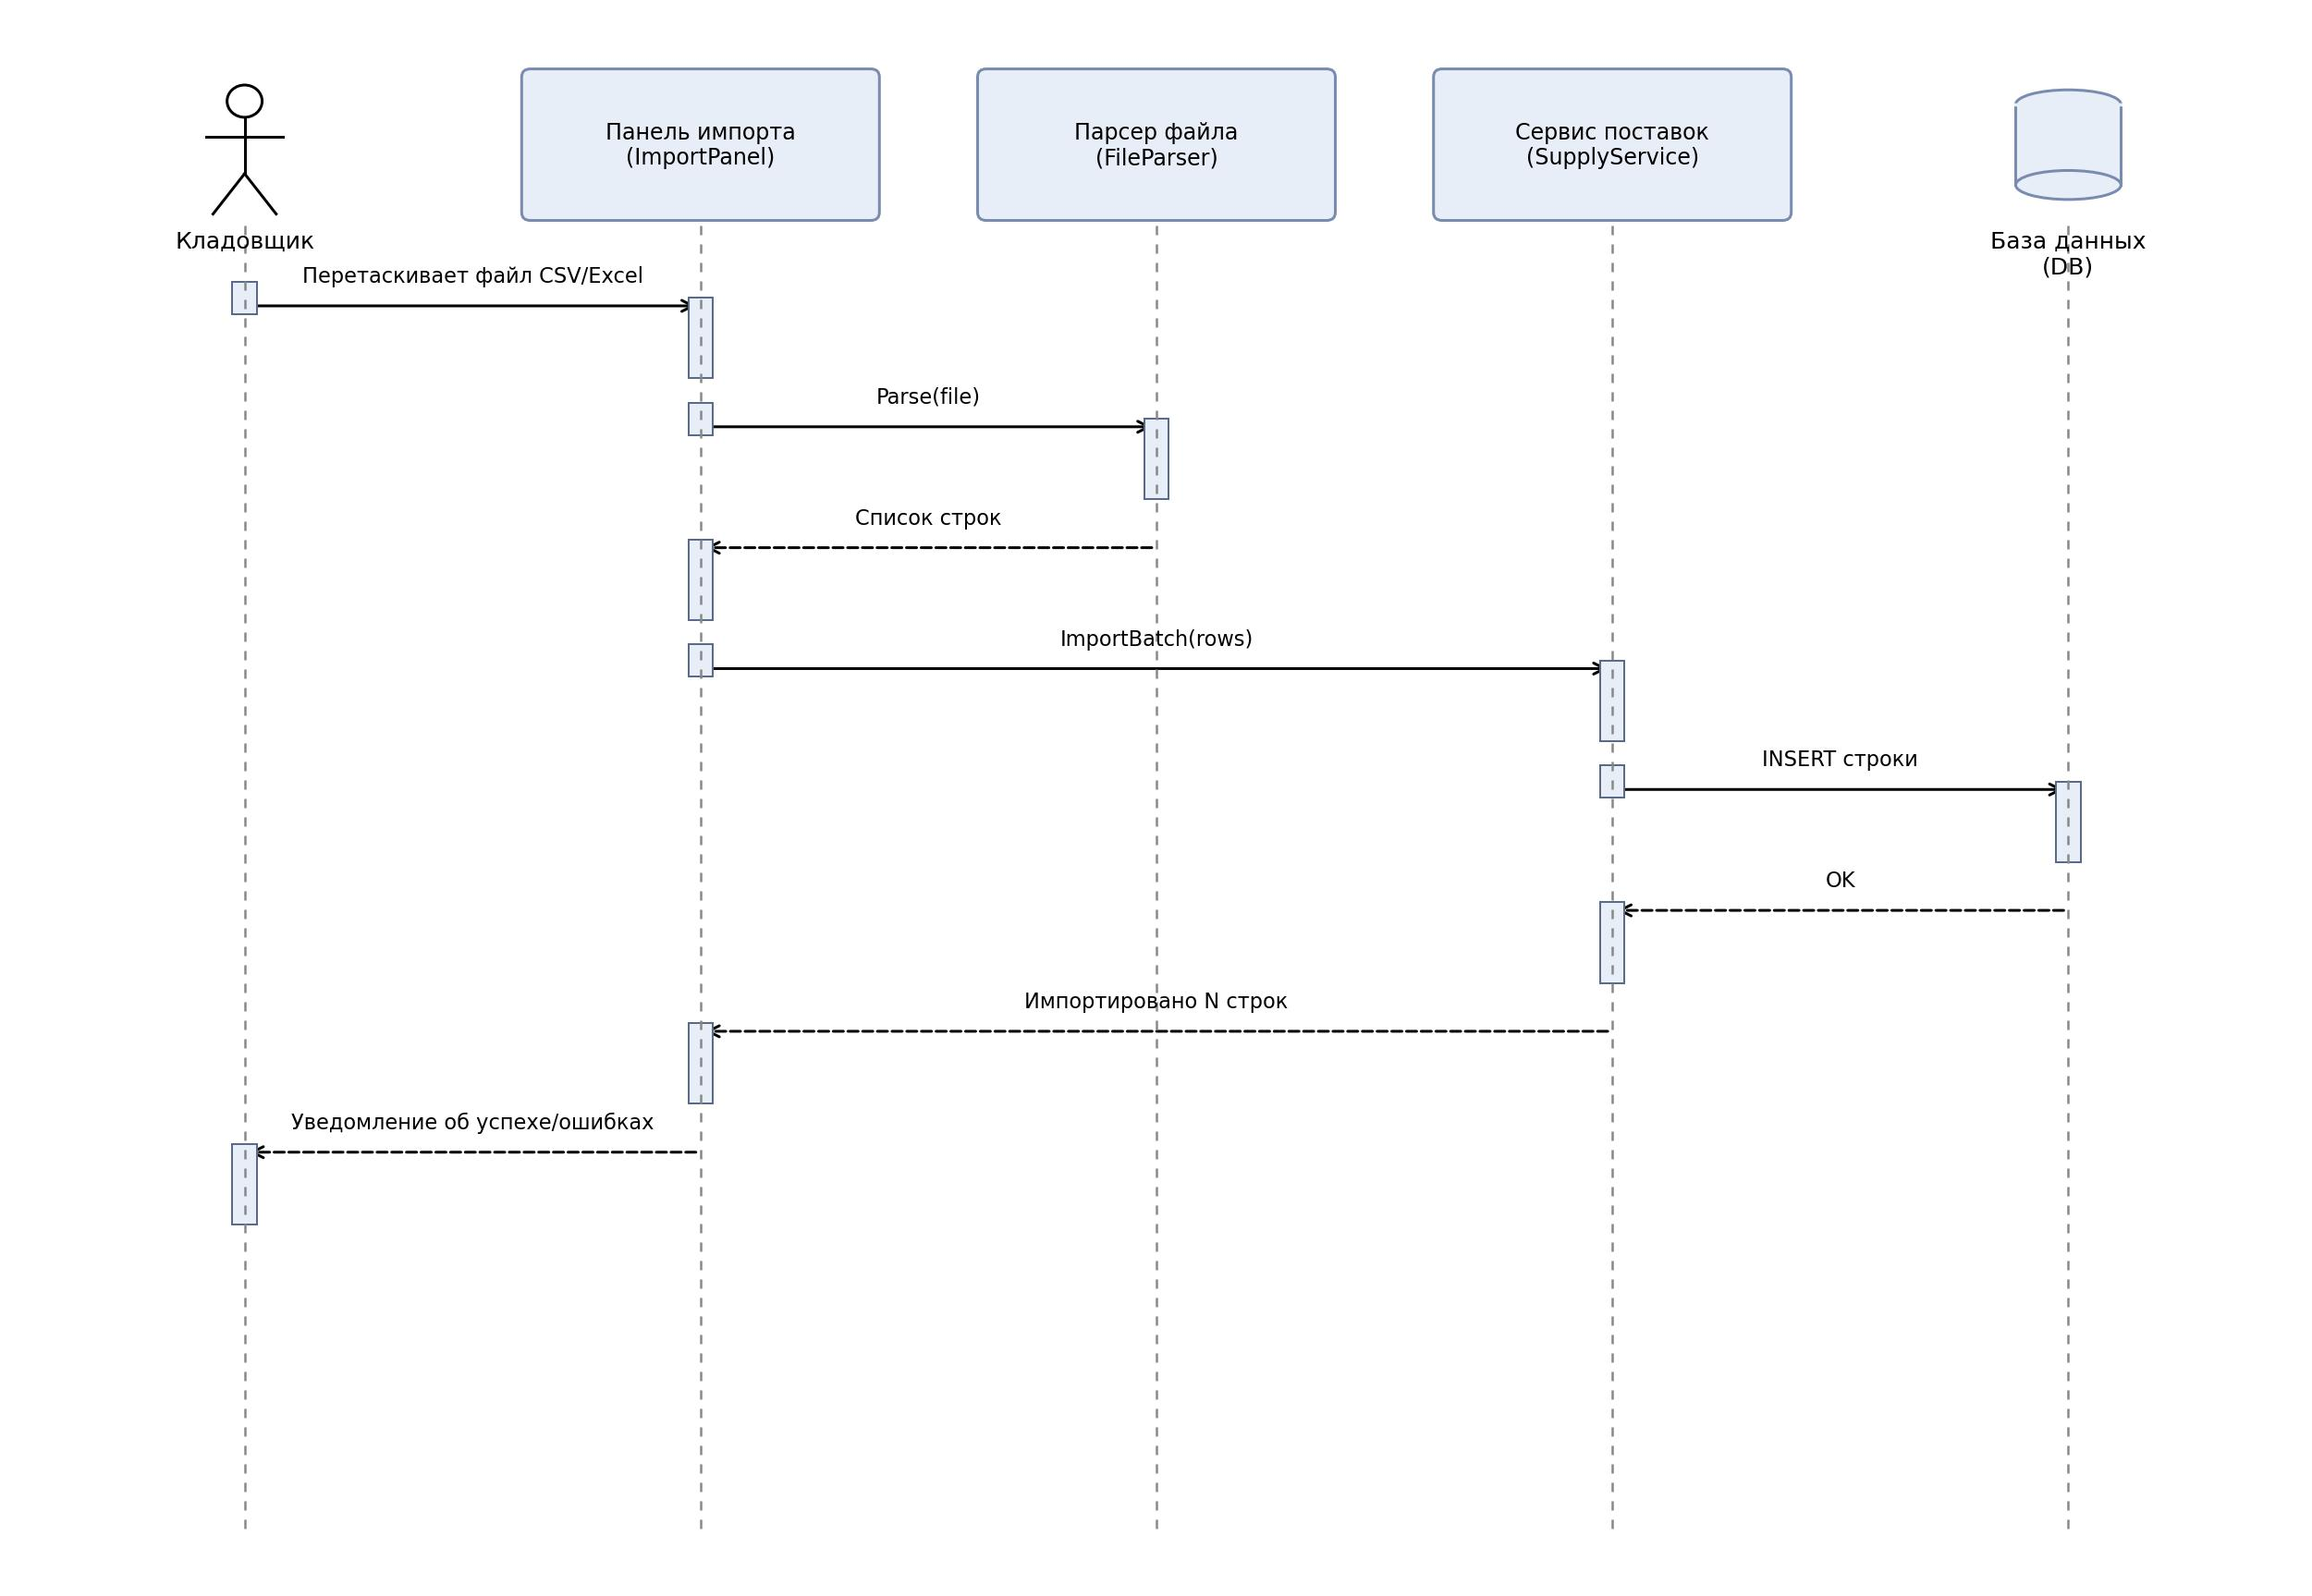 Панель импорта
(ImportPanel)
Парсер файла
(FileParser)
Сервис поставок
(SupplyService)
Кладовщик
База данных
(DB)
Перетаскивает файл CSV/Excel
Parse(file)
Список строк
ImportBatch(rows)
INSERT строки
OK
Импортировано N строк
Уведомление об успехе/ошибках